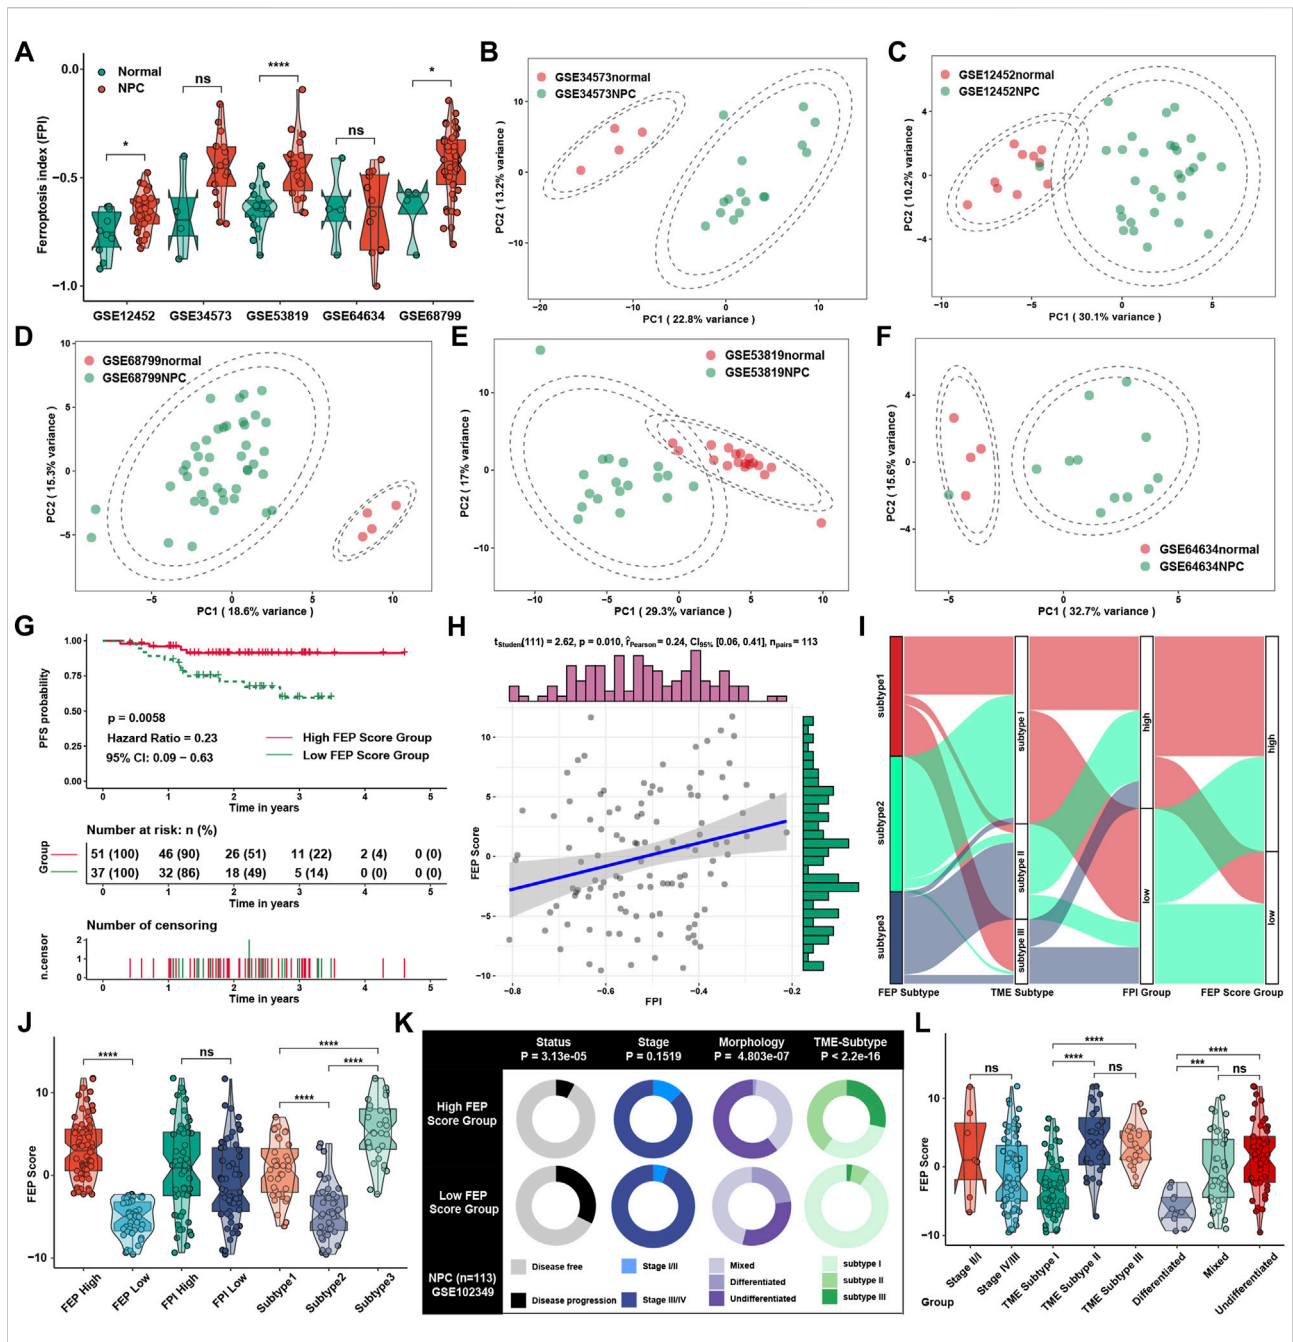 A
Normal
NPC
Ferroptosis index (FPI)
0.0
−0.5
−1.0
*
ns
****
ns
*
GSE12452
GSE34573
GSE53819
GSE64634
GSE68799
B
GSE34573normal
GSE34573NPC
PC2 ( 13.2% variance )
10
0
−10
−20
−10
0
10
PC1 ( 22.8% variance )
C
GSE12452normal
GSE12452NPC
PC2 ( 10.2% variance )
4
0
−4
−10
−5
0
5
PC1 ( 30.1% variance )
D
GSE68799normal
GSE68799NPC
PC2 ( 15.3% variance )
10
5
0
−5
−5
0
5
10
PC1 ( 18.6% variance )
E
GSE53819normal
GSE53819NPC
PC2 ( 17% variance )
10
0
−10
−10
−5
0
5
10
PC1 ( 29.3% variance )
F
GSE64634normal
GSE64634NPC
PC2 ( 15.6% variance )
4
0
−4
−5
0
5
PC1 ( 32.7% variance )
G
PFS probability
1.00
0.75
0.50
0.25
0.00
p = 0.0058
Hazard Ratio = 0.23
95% CI: 0.09 − 0.63
High FEP Score Group
Low FEP Score Group
0 1 2 3 4 5
Time in years
Number at risk: n (%)
Group
51 (100) 46 (90) 26 (51) 11 (22) 2 (4) 0 (0)
37 (100) 32 (86) 18 (49) 5 (14) 0 (0) 0 (0)
0 1 2 3 4 5
Time in years
Number of censoring
n.censor
2
1
0
0 1 2 3 4 5
Time in years
H
tStudent(111) = 2.62, p = 0.010, r̂Pearson = 0.24, CI95% [0.06, 0.41], npairs = 113
FEP Score
10
5
0
−5
−10
−0.8
−0.6
−0.4
−0.2
FPI
I
subtype1
subtype2
subtype3
subtype I
subtype II
subtype III
high
low
high
low
FEP Subtype
TME Subtype
FPI Group
FEP Score Group
J
FEP Score
10
0
−10
****
ns
****
****
****
FEP High
FEP Low
FPI High
FPI Low
Subtype1
Subtype2
Subtype3
K
Status
P = 3.13e-05
Stage
P = 0.1519
Morphology
P = 4.803e-07
TME-Subtype
P < 2.2e-16
High FEP
Score Group
Low FEP
Score Group
NPC (n=113)
GSE102349
Disease free
Disease progression
Stage I/II
Stage III/IV
Mixed
Differentiated
Undifferentiated
subtype I
subtype II
subtype III
L
FEP Score
10
0
−10
ns
****
****
ns
***
****
ns
Group
Stage II/I
Stage IV/III
TME Subtype I
TME Subtype II
TME Subtype III
Differentiated
Mixed
Undifferentiated